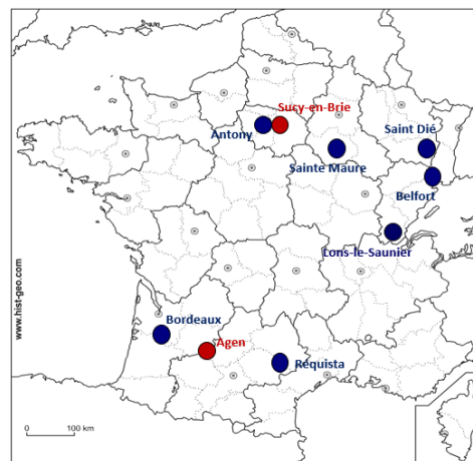 Sucy-en-Brie
Antony
Saint Dié
Sainte Maure
Belfort
Lons-le-Saunier
www.hist-geo.com
Bordeaux
Agen
Réquista
0 100 km